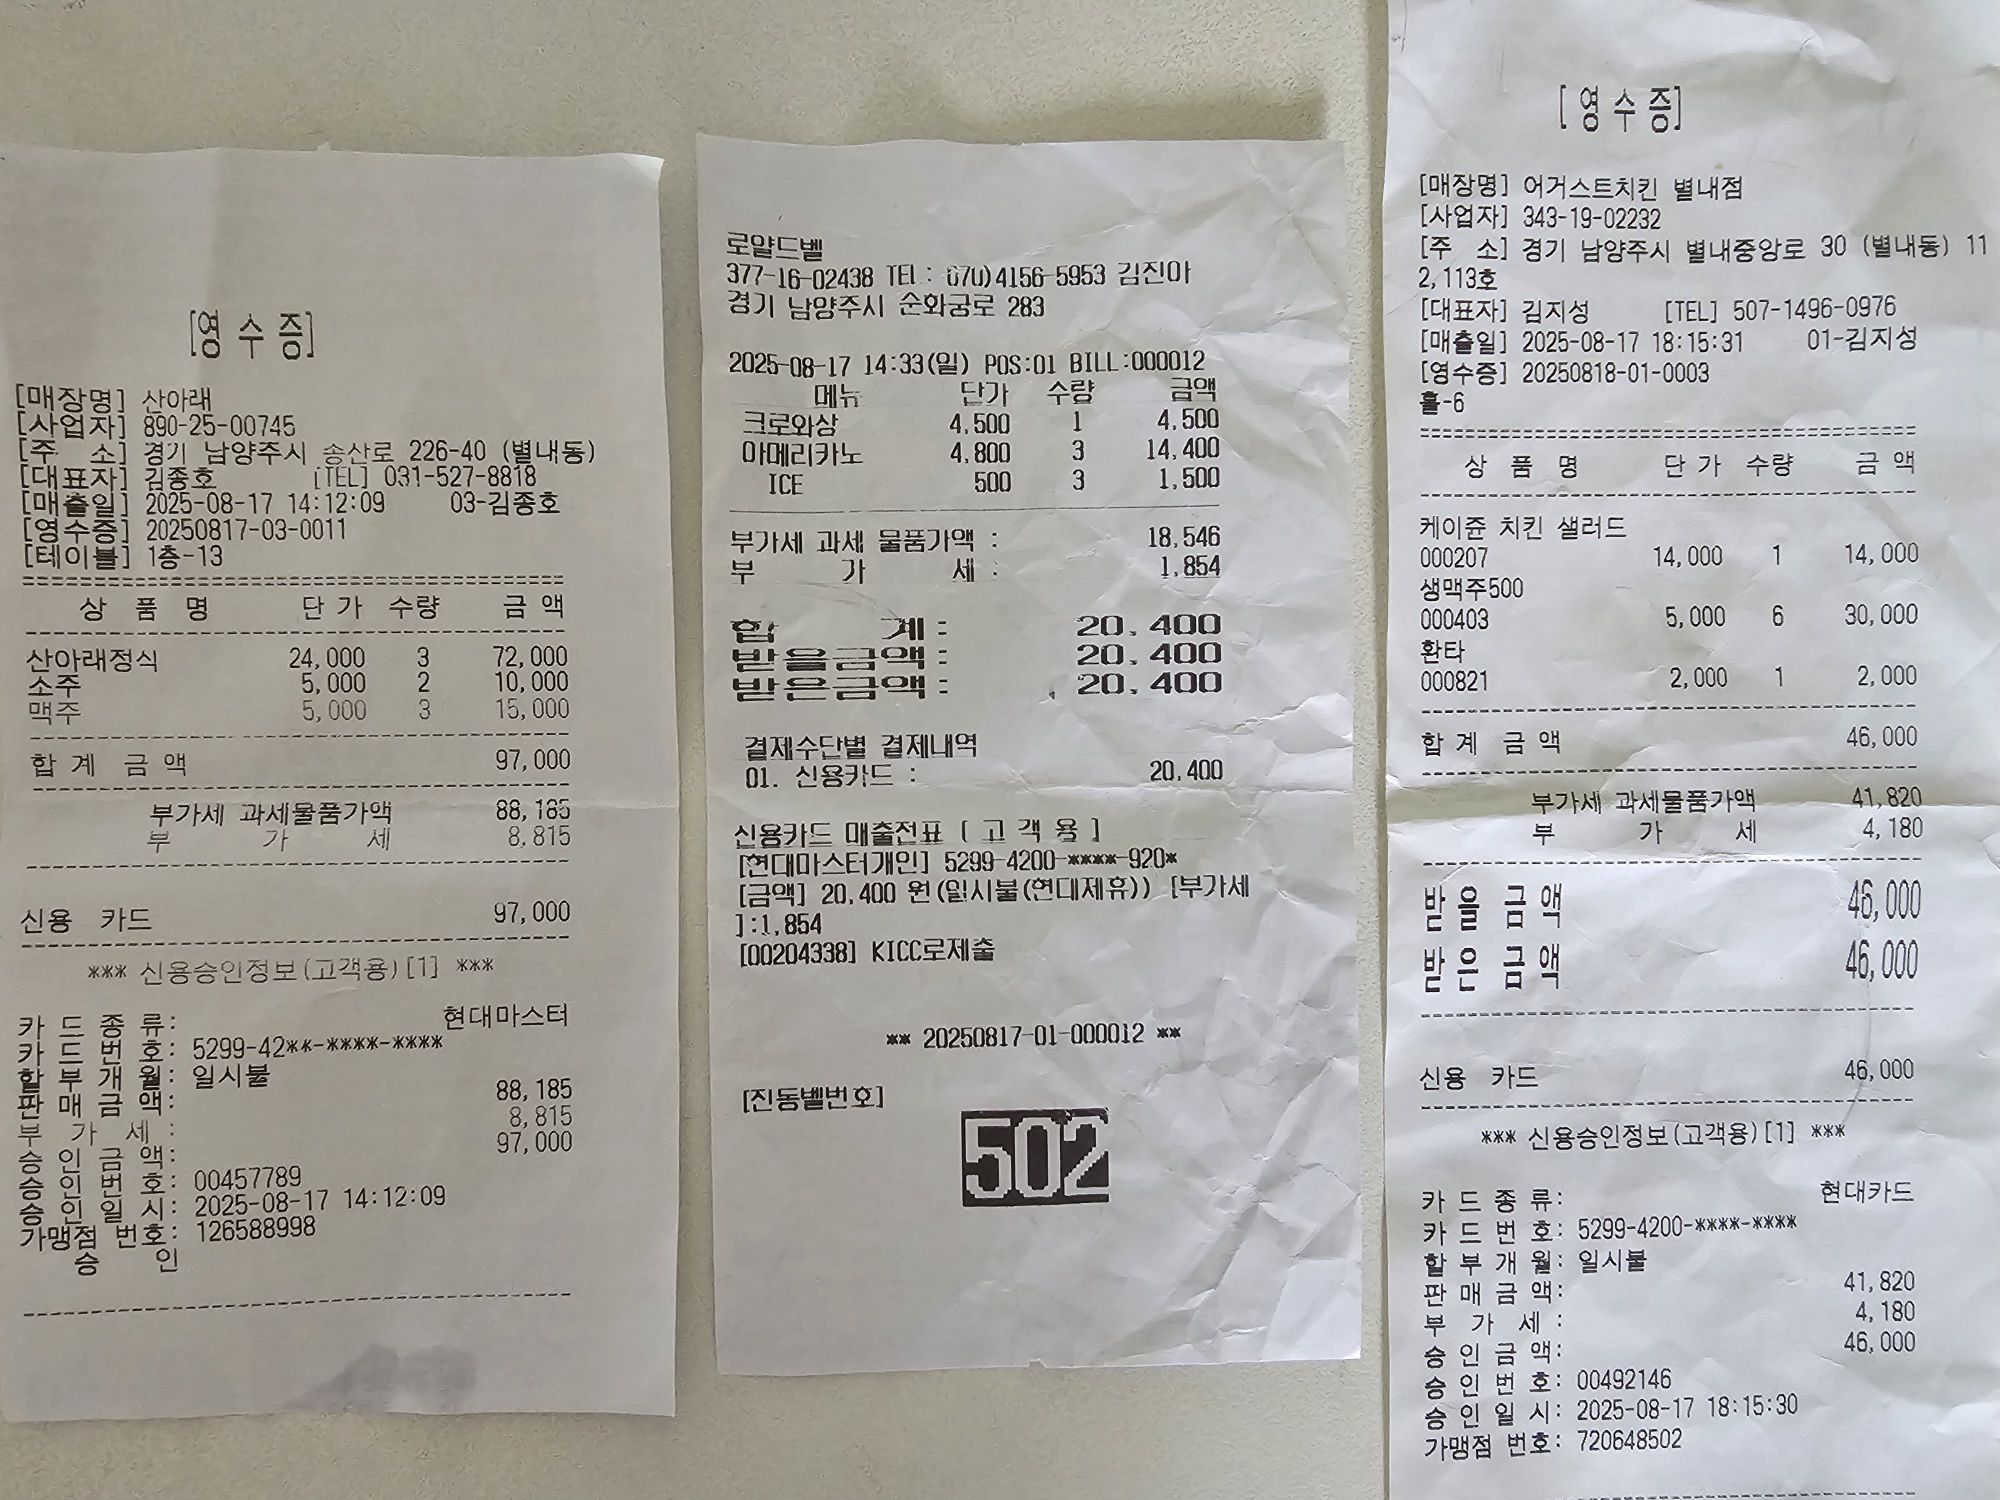 [영 수 증]
[매장명] 산아래
[사업자] 890-25-00745
[주 소] 경기 남양주시 송산로 226-40 (별내동)
[대표자] 김종호 [TEL] 031-527-8818
[매출일] 2025-08-17 14:12:09 03-김종호
[영수증] 20250817-03-0011
[테이블] 1층-13
상 품 명 단 가 수량 금 액
산아래정식 24,000 3 72,000
소주 5,000 2 10,000
맥주 5,000 3 15,000
합 계 금 액 97,000
부가세 과세물품가액 88,185
부 가 세 8,815
신용 카드 97,000
*** 신용승인정보(고객용)[1] ***
카 드 종 류: 현대마스터
카 드 번 호: 5299-42**-****-****
할 부 개 월: 일시불
판 매 금 액: 88,185
부 가 세 : 8,815
승 인 금 액: 97,000
승 인 번 호: 00457789
승 인 일 시: 2025-08-17 14:12:09
가맹점 번호: 126588998
승 인
로얄드벨
377-16-02438 TEL: 070)4156-5953 김진아
경기 남양주시 순화궁로 283
2025-08-17 14:33(일) POS:01 BILL:000012
메뉴 단가 수량 금액
크로와상 4,500 1 4,500
아메리카노 4,800 3 14,400
ICE 500 3 1,500
부가세 과세 물품가액 : 18,546
부 가 세 : 1,854
합 계 : 20,400
받을금액 : 20,400
받은금액 : 20,400
결제수단별 결제내역
01. 신용카드 : 20,400
신용카드 매출전표 [ 고 객 용 ]
[현대마스터개인] 5299-4200-****-920*
[금액] 20,400 원(일시불(현대제휴)) [부가세
]:1,854
[00204338] KICC로제출
** 20250817-01-000012 **
[진동벨번호]
502
[ 영 수 증]
[매장명] 어거스트치킨 별내점
[사업자] 343-19-02232
[주 소] 경기 남양주시 별내중앙로 30 (별내동) 11
2,113호
[대표자] 김지성 [TEL] 507-1496-0976
[매출일] 2025-08-17 18:15:31 01-김지성
[영수증] 20250818-01-0003
홀-6
상 품 명 단 가 수량 금 액
케이쥰 치킨 샐러드
000207 14,000 1 14,000
생맥주500
000403 5,000 6 30,000
환타
000821 2,000 1 2,000
합 계 금 액 46,000
부가세 과세물품가액 41,820
부 가 세 4,180
받 을 금 액 46,000
받 은 금 액 46,000
신용 카드 46,000
*** 신용승인정보(고객용)[1] ***
카 드 종 류: 현대카드
카 드 번 호: 5299-4200-****-****
할 부 개 월: 일시불
판 매 금 액: 41,820
부 가 세 : 4,180
승 인 금 액: 46,000
승 인 번 호: 00492146
승 인 일 시: 2025-08-17 18:15:30
가맹점 번호: 720648502